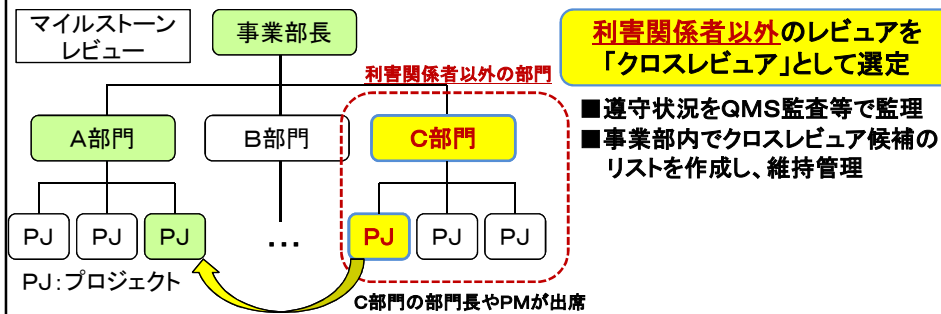 マイルストーン
レビュー
事業部長
利害関係者以外のレビュアを
「クロスレビュア」として選定
利害関係者以外の部門
■遵守状況をQMS監査等で監理
■事業部内でクロスレビュア候補の
リストを作成し、維持管理
A部門
B部門
C部門
PJ
PJ
PJ
…
PJ
PJ
PJ
PJ:プロジェクト
C部門の部門長やPMが出席